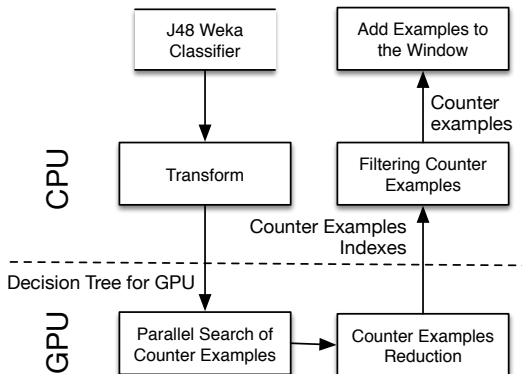 J48 Weka
Classifier
Add Examples to
the Window
Counter
examples
CPU
Transform
Filtering Counter
Examples
Counter Examples
Indexes
Decision Tree for GPU
GPU
Parallel Search of
Counter Examples
Counter Examples
Reduction